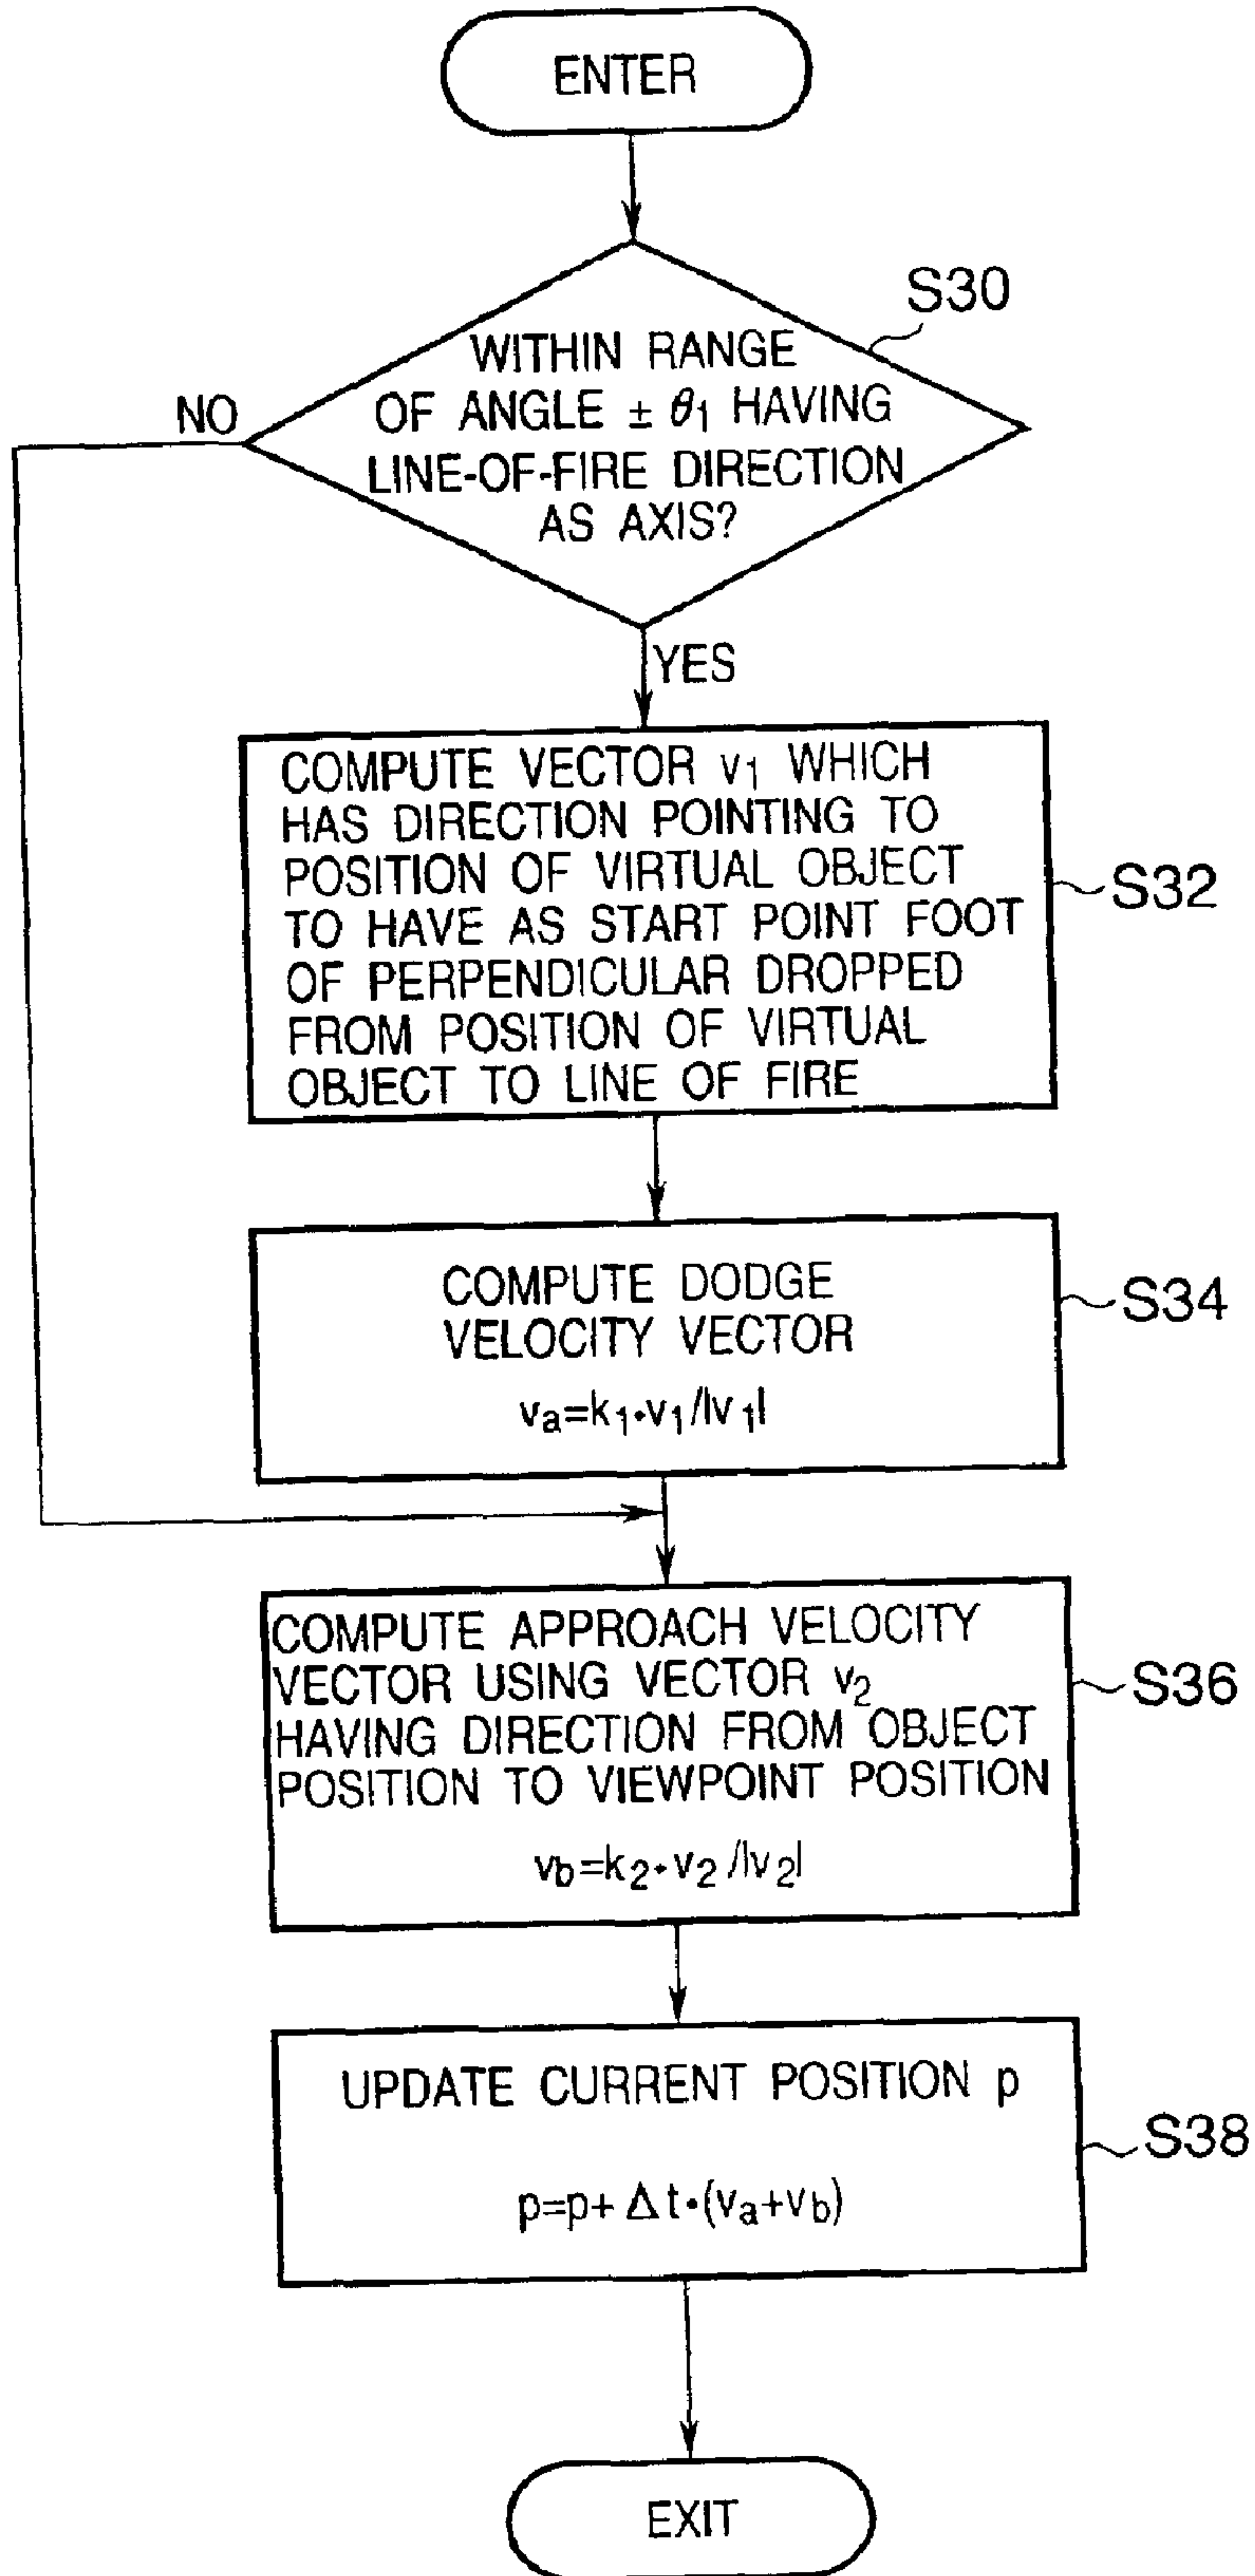 ENTER
S30
WITHIN RANGE
OF ANGLE ± θ1 HAVING
LINE-OF-FIRE DIRECTION
AS AXIS?
NO
YES
COMPUTE VECTOR v1 WHICH
HAS DIRECTION POINTING TO
POSITION OF VIRTUAL OBJECT
TO HAVE AS START POINT FOOT
OF PERPENDICULAR DROPPED
FROM POSITION OF VIRTUAL
OBJECT TO LINE OF FIRE
S32
COMPUTE DODGE
VELOCITY VECTOR
va=k1·v1/|v1|
S34
COMPUTE APPROACH VELOCITY
VECTOR USING VECTOR v2
HAVING DIRECTION FROM OBJECT
POSITION TO VIEWPOINT POSITION
vb=k2·v2/|v2|
S36
UPDATE CURRENT POSITION p
p=p+Δt·(va+vb)
S38
EXIT